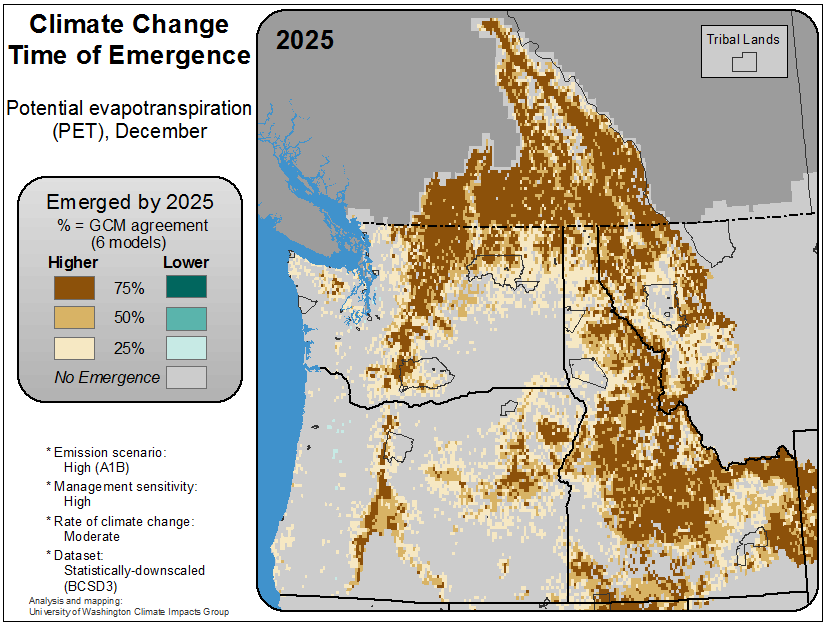 Climate Change
Time of Emergence
Potential evapotranspiration
(PET), December
Emerged by 2025
% = GCM agreement
(6 models)
Higher Lower
75%
50%
25%
No Emergence
* Emission scenario:
High (A1B)
* Management sensitivity:
High
* Rate of climate change:
Moderate
* Dataset:
Statistically-downscaled
(BCSD3)
Analysis and mapping:
University of Washington Climate Impacts Group
2025
Tribal Lands